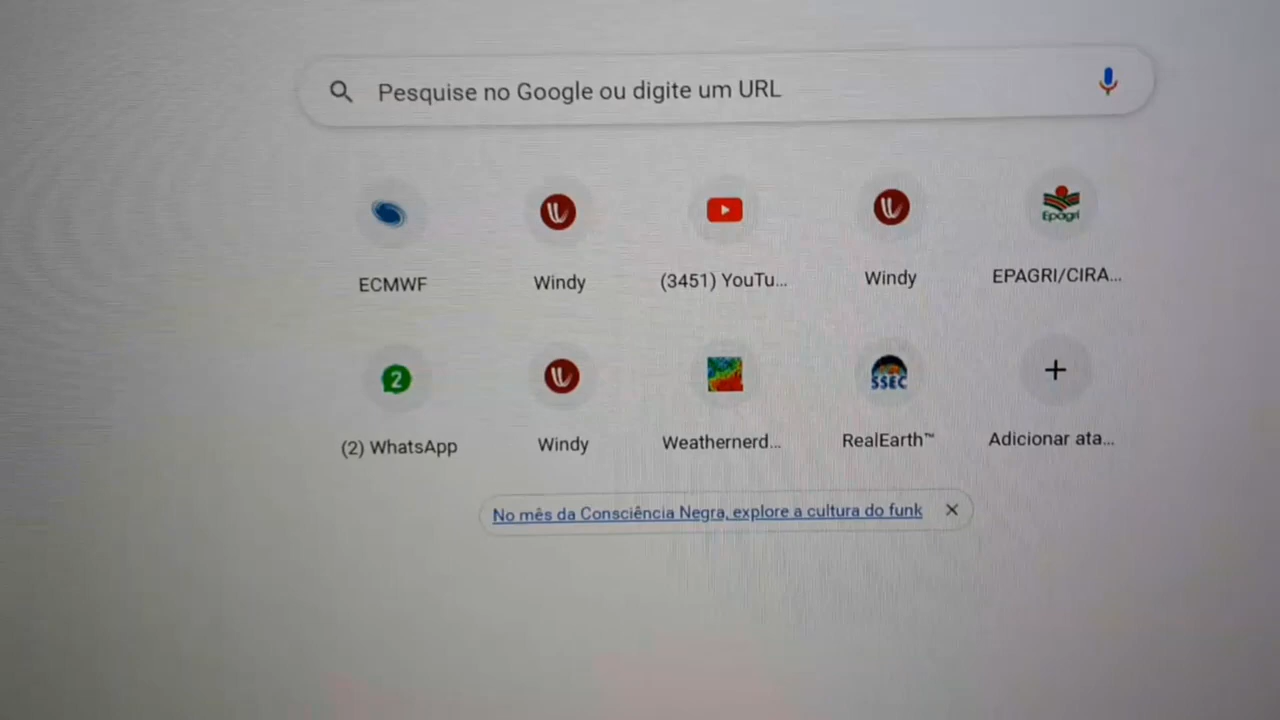 Pesquise no Google ou digite um URL
Epagri
ECMWF
Windy
(3451) YouTu...
Windy
EPAGRI/CIRA...
2
SSEC
(2) WhatsApp
Windy
Weathernerd...
RealEarth™
Adicionar ata...
No mês da Consciência Negra, explore a cultura do funk